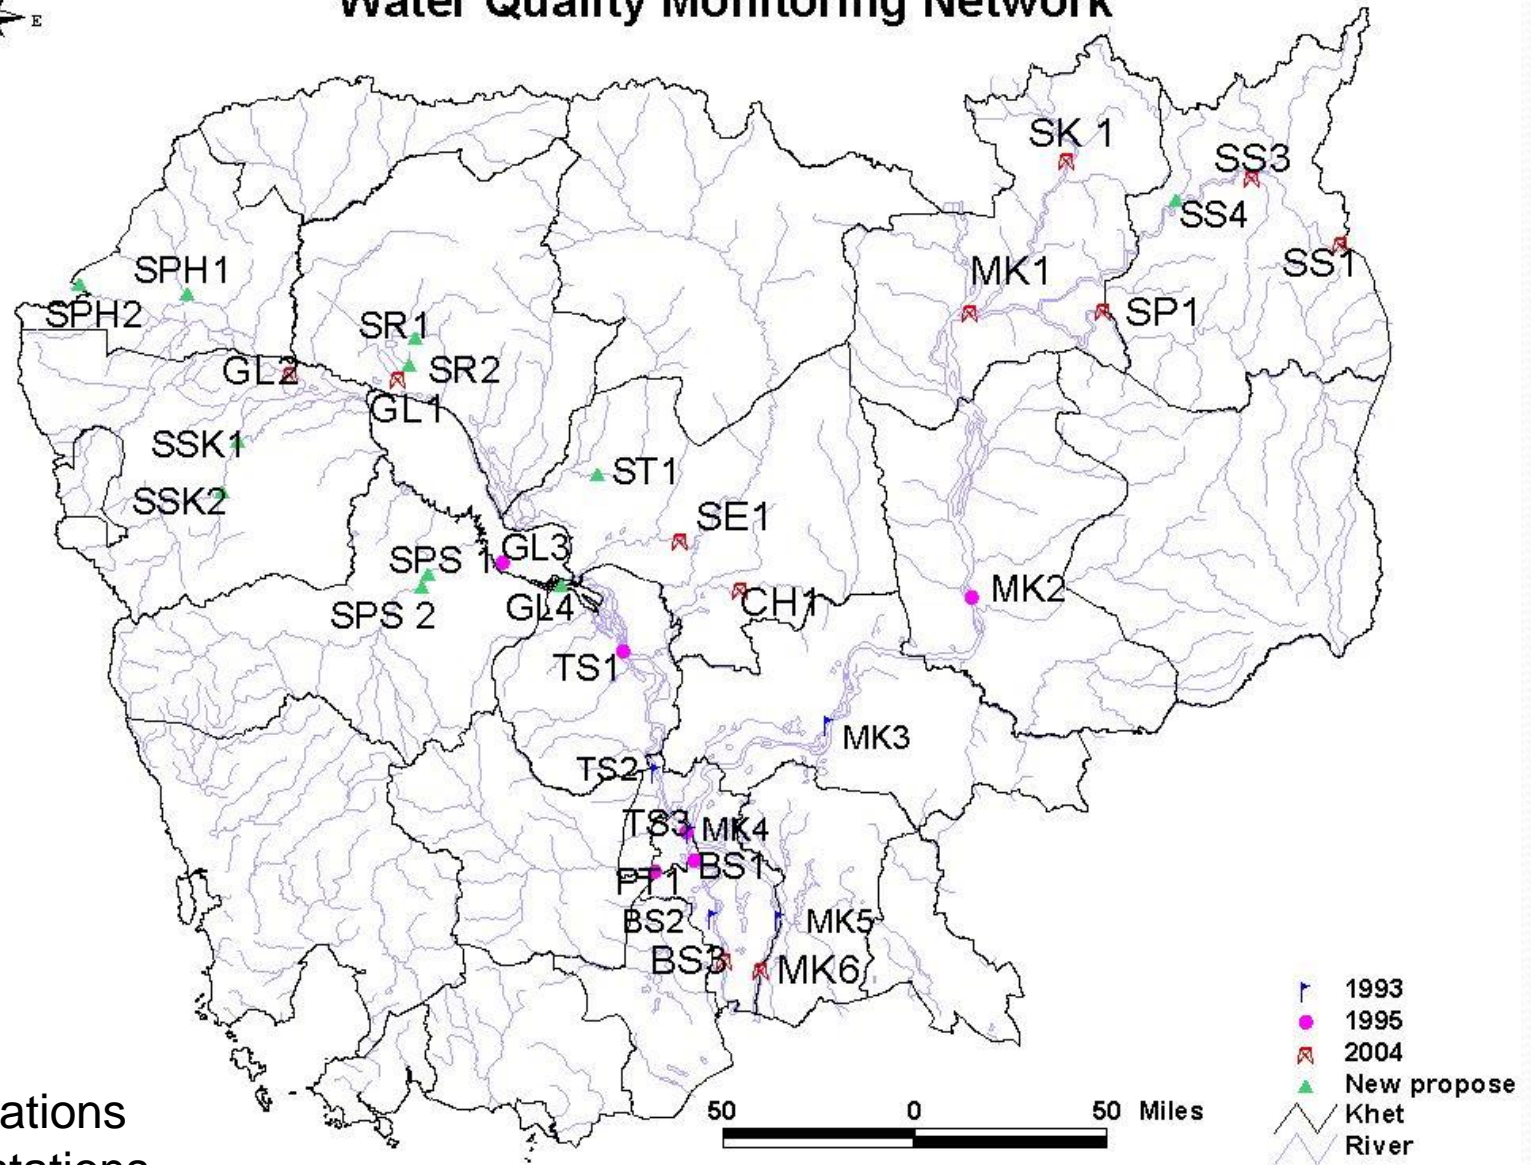 E
Water Quality Monitoring Network
SK 1
SS3
SS4
SS1
SPH1
MK1
SPH2
SP1
SR1
GL2
SR2
GL1
SSK1
ST1
SSK2
SE1
SPS 1
GL3
MK2
SPS 2
GL4
CH1
TS1
MK3
TS2
TS3
MK4
BS1
PT1
BS2
MK5
BS3
MK6
1993
1995
2004
New propose
Khet
River
50 0 50 Miles
ations
tations